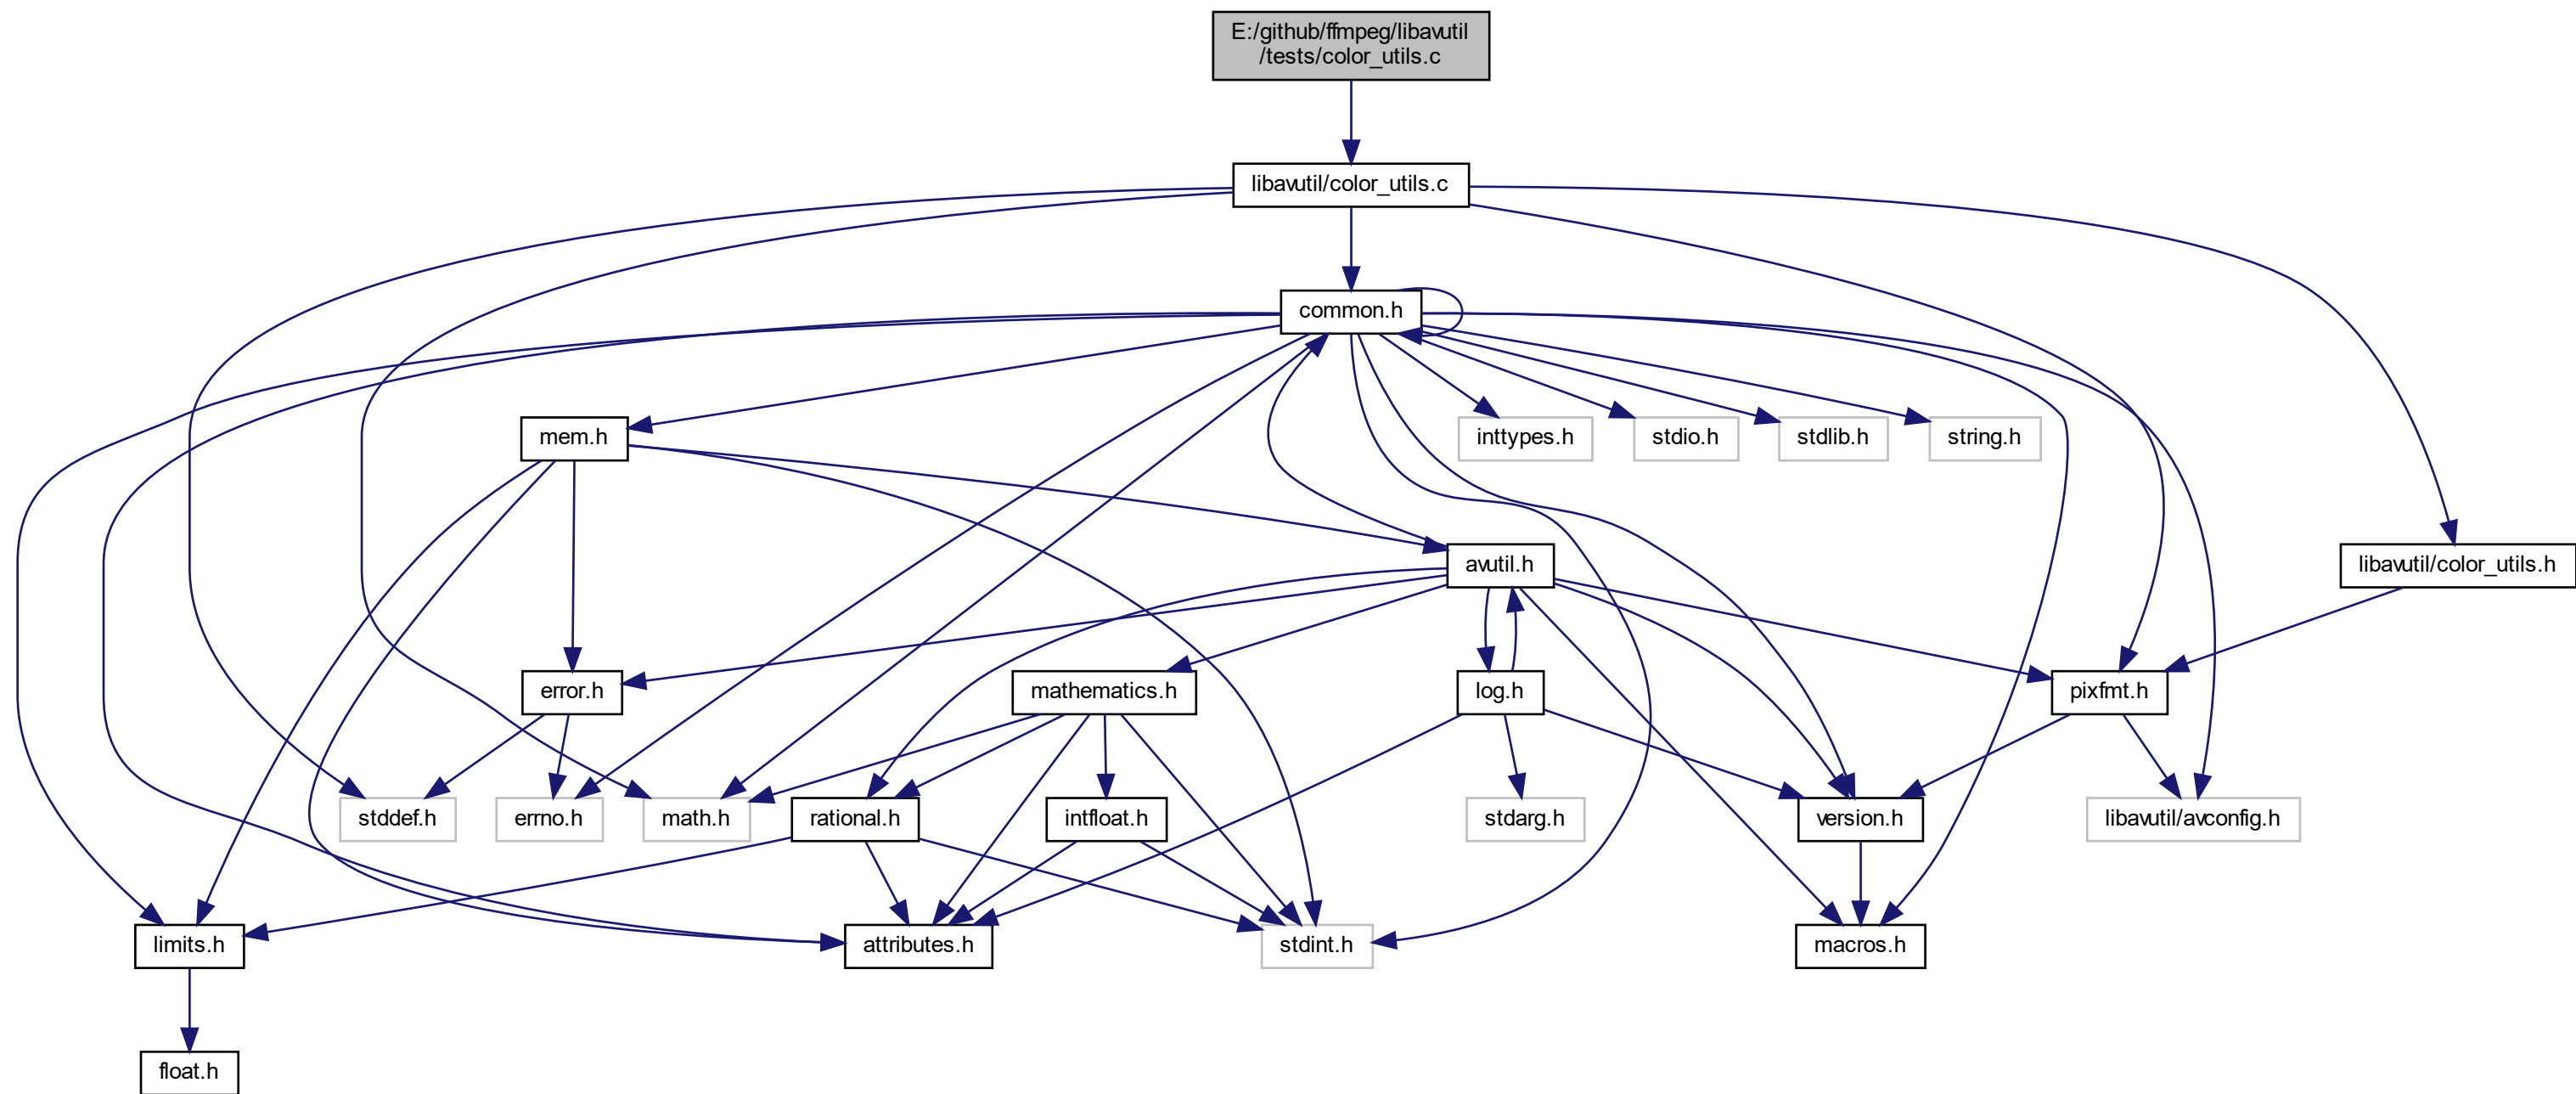 E:/github/ffmpeg/libavutil
/tests/color_utils.c
libavutil/color_utils.c
common.h
mem.h
inttypes.h
stdio.h
stdlib.h
string.h
avutil.h
libavutil/color_utils.h
error.h
mathematics.h
log.h
pixfmt.h
stddef.h
errno.h
math.h
rational.h
intfloat.h
stdarg.h
version.h
libavutil/avconfig.h
limits.h
attributes.h
stdint.h
macros.h
float.h